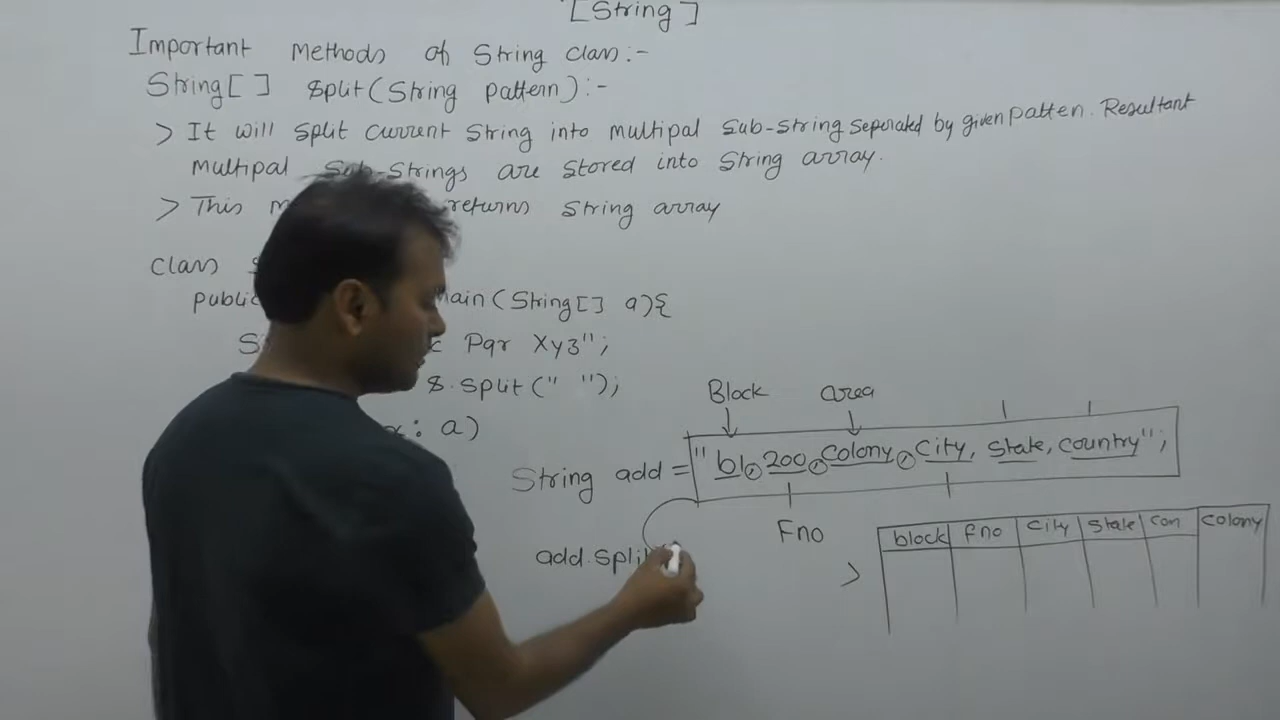 [String]
Important Methods of String Class:-
String[ ] Split(String pattern):-
> It will split current String into multipal Sub-String seperated by given patten. Resultant
multipal Sub-Strings are Stored into String array.
> This returns String array
Class
public main(String[] a){
Pqr Xyz";
s.split(" ");
: a)
Block area
String add = "b1, 200, colony, city, state, country";
Fno
add.split
block Fno City State Con Colony
>